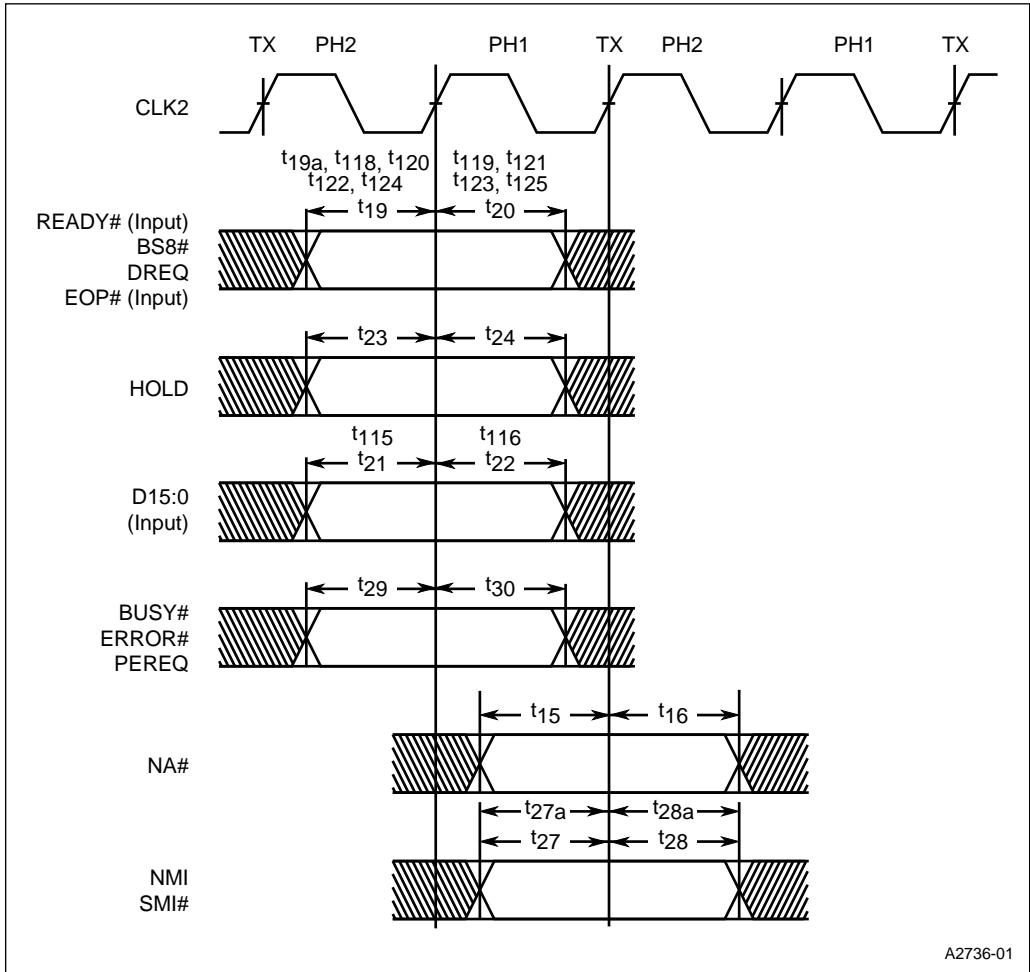 TX PH2 PH1 TX PH2 PH1 TX
CLK2
t19a, t118, t120 t119, t121
t122, t124 t123, t125
t19 t20
READY# (Input)
BS8#
DREQ
EOP# (Input)
t23 t24
HOLD
t115 t116
t21 t22
D15:0
(Input)
t29 t30
BUSY#
ERROR#
PEREQ
t15 t16
NA#
t27a t28a
t27 t28
NMI
SMI#
A2736-01